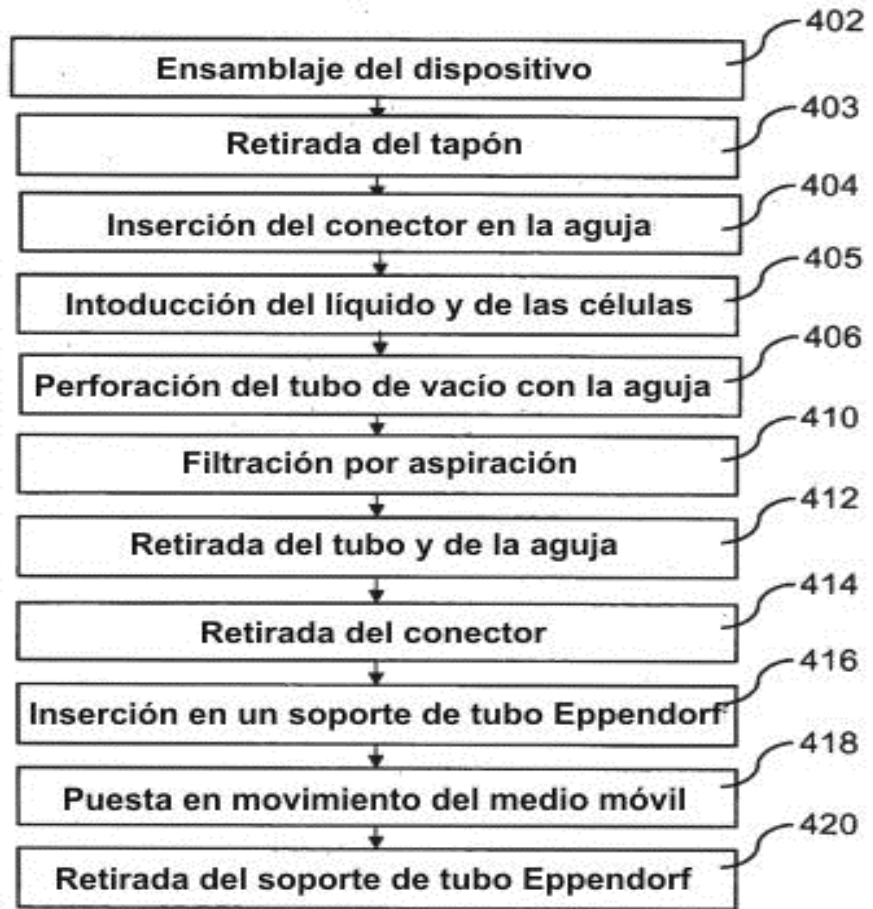 402
Ensamblaje del dispositivo
403
Retirada del tapón
404
Inserción del conector en la aguja
405
Intoducción del líquido y de las células
406
Perforación del tubo de vacío con la aguja
410
Filtración por aspiración
412
Retirada del tubo y de la aguja
414
Retirada del conector
416
Inserción en un soporte de tubo Eppendorf
418
Puesta en movimiento del medio móvil
420
Retirada del soporte de tubo Eppendorf